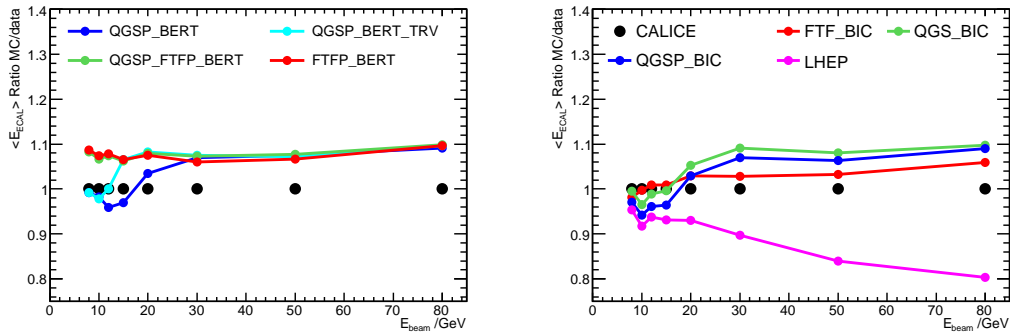 <E_ECAL> Ratio MC/data
1.4
1.3
1.2
1.1
1
0.9
0.8
QGSP_BERT
QGSP_BERT_TRV
QGSP_FTFP_BERT
FTFP_BERT
0 10 20 30 40 50 60 70 80
E_beam /GeV
<E_ECAL> Ratio MC/data
1.4
1.3
1.2
1.1
1
0.9
0.8
CALICE
FTF_BIC
QGS_BIC
QGSP_BIC
LHEP
0 10 20 30 40 50 60 70 80
E_beam /GeV